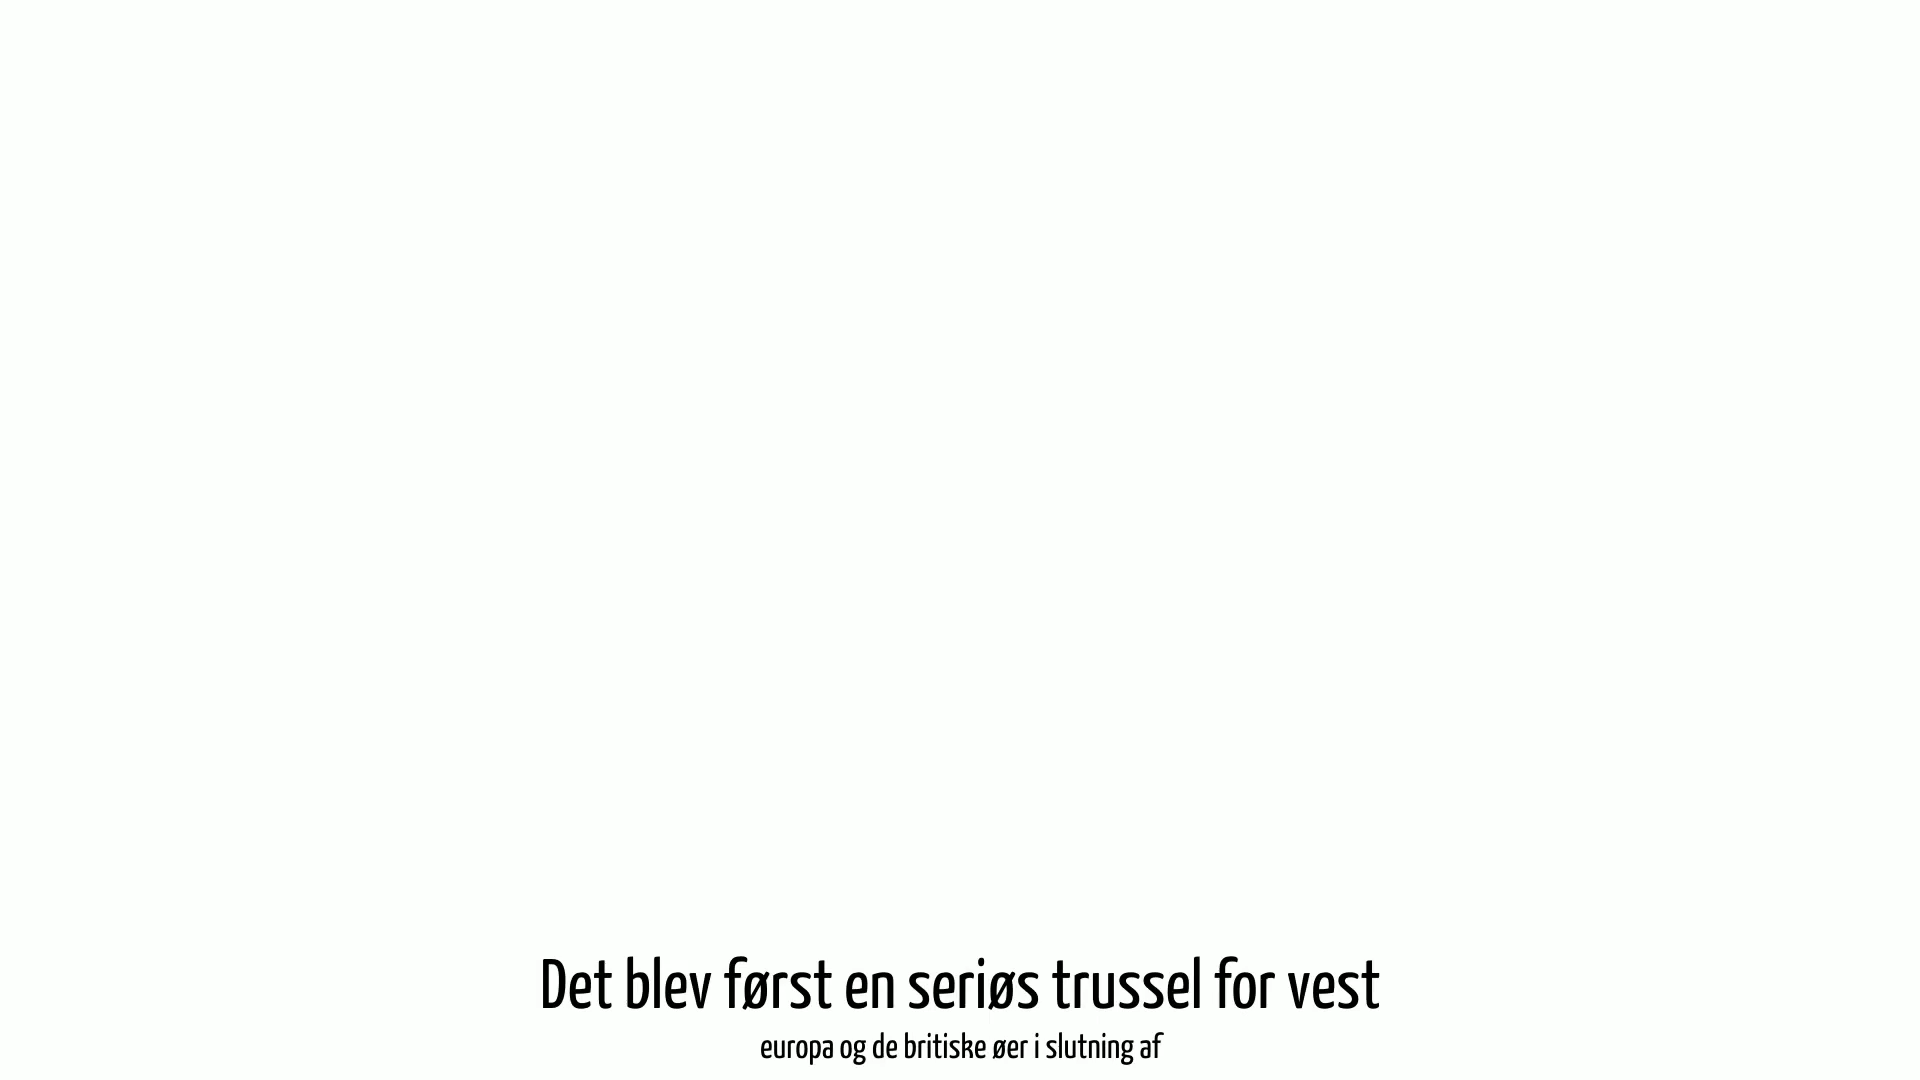 Det blev først en seriøs trussel for vest
europa og de britiske øer i slutning af